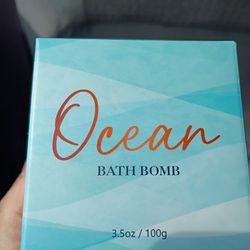 Ocean
BATH BOMB
3.5oz / 100g